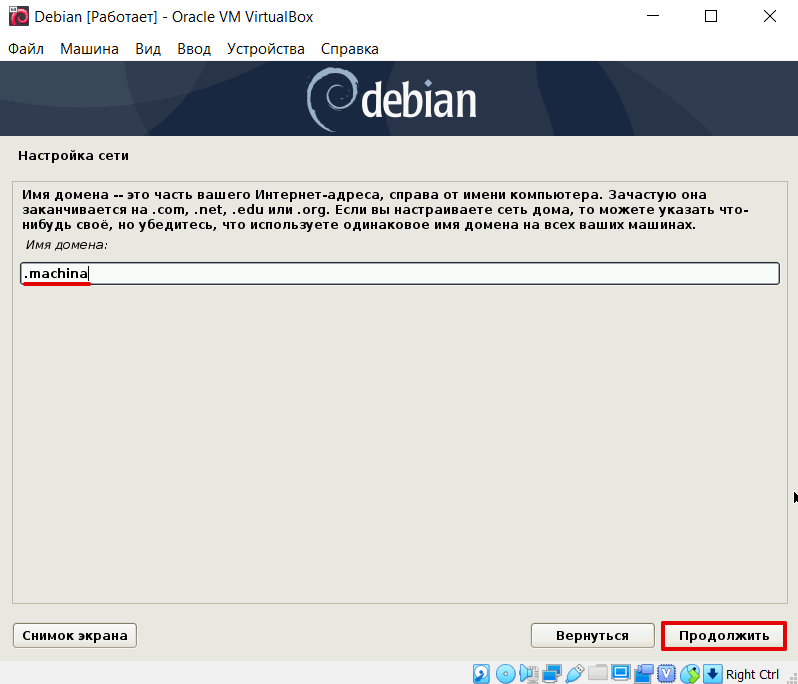 Debian [Работает] - Oracle VM VirtualBox
Файл Машина Вид Ввод Устройства Справка
debian
Настройка сети
Имя домена -- это часть вашего Интернет-адреса, справа от имени компьютера. Зачастую она
заканчивается на .com, .net, .edu или .org. Если вы настраиваете сеть дома, то можете указать что-
нибудь своё, но убедитесь, что используете одинаковое имя домена на всех ваших машинах.
Имя домена:
.machina
Снимок экрана Вернуться Продолжить
Right Ctrl